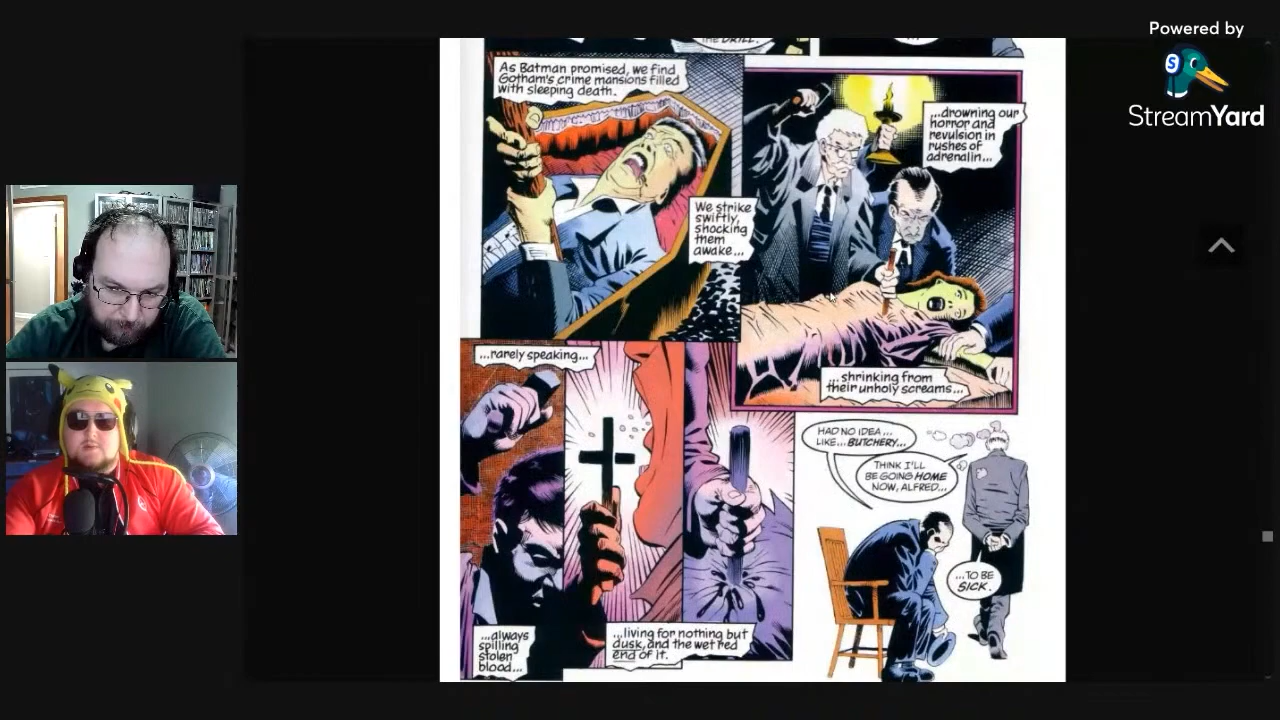 Powered by
S
StreamYard
THE DRILL.
As Batman promised, we find
Gotham's crime mansions filled
with sleeping death.
...drowning our
horror and
revulsion in
rushes of
adrenalin...
We strike
swiftly,
shocking
them
awake...
...shrinking from
their unholy screams...
...rarely speaking...
...always
spilling
stolen
blood...
...living for nothing but
dusk, and the wet red
end of it.
HAD NO IDEA...
LIKE...BUTCHERY...
THINK I'LL
BE GOING HOME
NOW, ALFRED...
...TO BE
SICK.